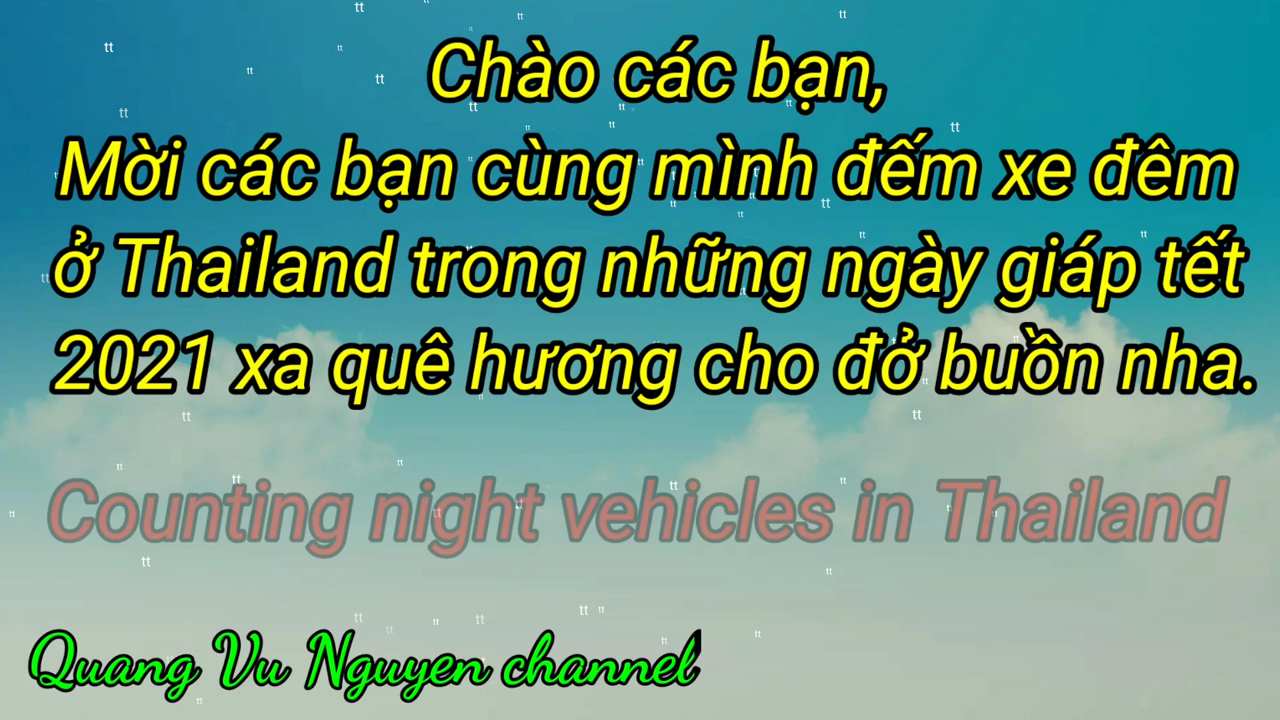 Chào các bạn,
Mời các bạn cùng mình đếm xe đêm
ở Thailand trong những ngày giáp tết
2021 xa quê hương cho đở buồn nha.
Counting night vehicles in Thailand
Quang Vu Nguyen channel